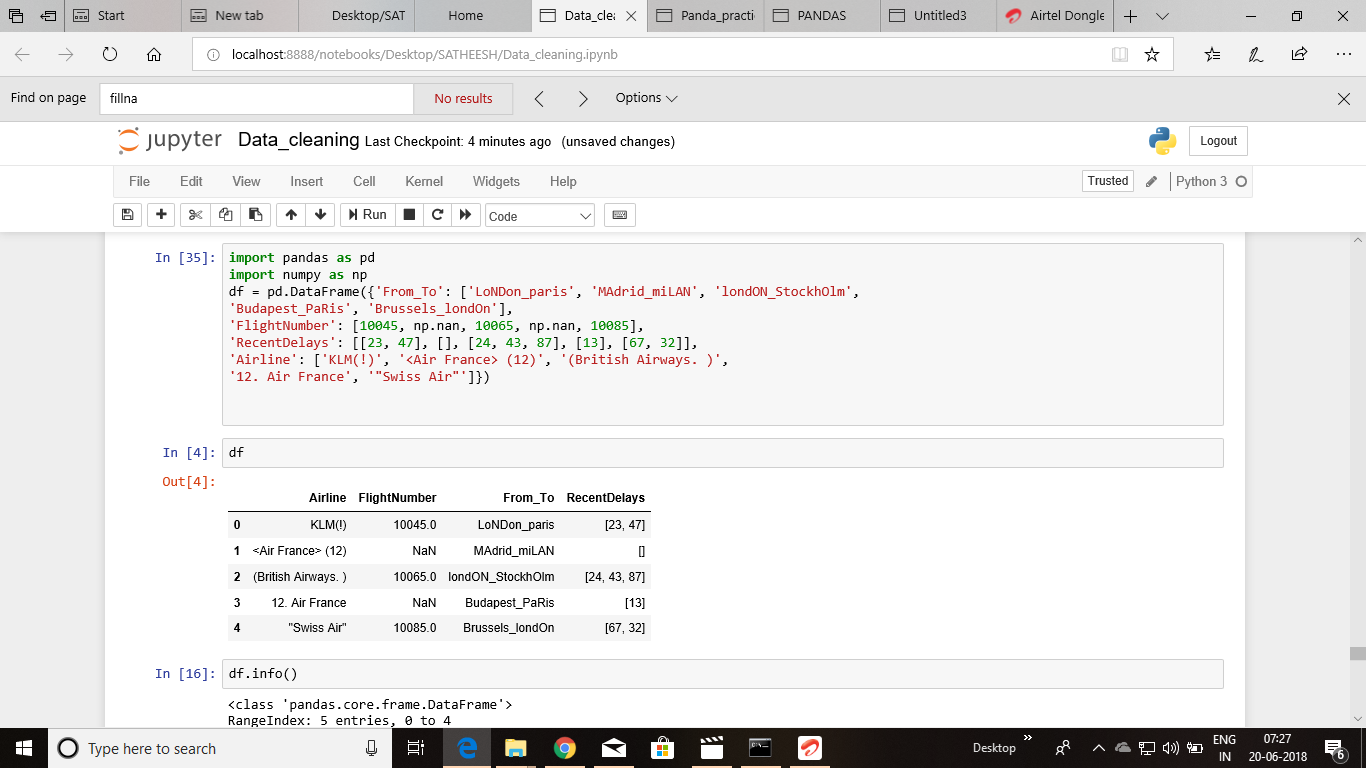 Start
New tab
Desktop/SAT
Home
Data_clea
Panda_practi
PANDAS
Untitled3
Airtel Dongle
localhost:8888/notebooks/Desktop/SATHEESH/Data_cleaning.ipynb
Find on page
fillna
No results
Options
jupyter Data_cleaning Last Checkpoint: 4 minutes ago (unsaved changes)
Logout
File Edit View Insert Cell Kernel Widgets Help
Trusted
Python 3
Run
Code
In [35]: import pandas as pd
import numpy as np
df = pd.DataFrame({'From_To': ['LoNDon_paris', 'MAdrid_miLAN', 'londON_StockhOlm',
'Budapest_PaRis', 'Brussels_londOn'],
'FlightNumber': [10045, np.nan, 10065, np.nan, 10085],
'RecentDelays': [[23, 47], [], [24, 43, 87], [13], [67, 32]],
'Airline': ['KLM(!)', '<Air France> (12)', '(British Airways. )',
'12. Air France', '"Swiss Air"']})
In [4]: df
Out[4]:
Airline FlightNumber From_To RecentDelays
0 KLM(!) 10045.0 LoNDon_paris [23, 47]
1 <Air France> (12) NaN MAdrid_miLAN []
2 (British Airways. ) 10065.0 londON_StockhOlm [24, 43, 87]
3 12. Air France NaN Budapest_PaRis [13]
4 "Swiss Air" 10085.0 Brussels_londOn [67, 32]
In [16]: df.info()
<class 'pandas.core.frame.DataFrame'>
RangeIndex: 5 entries, 0 to 4
Type here to search
Desktop
ENG
IN
07:27
20-06-2018
6